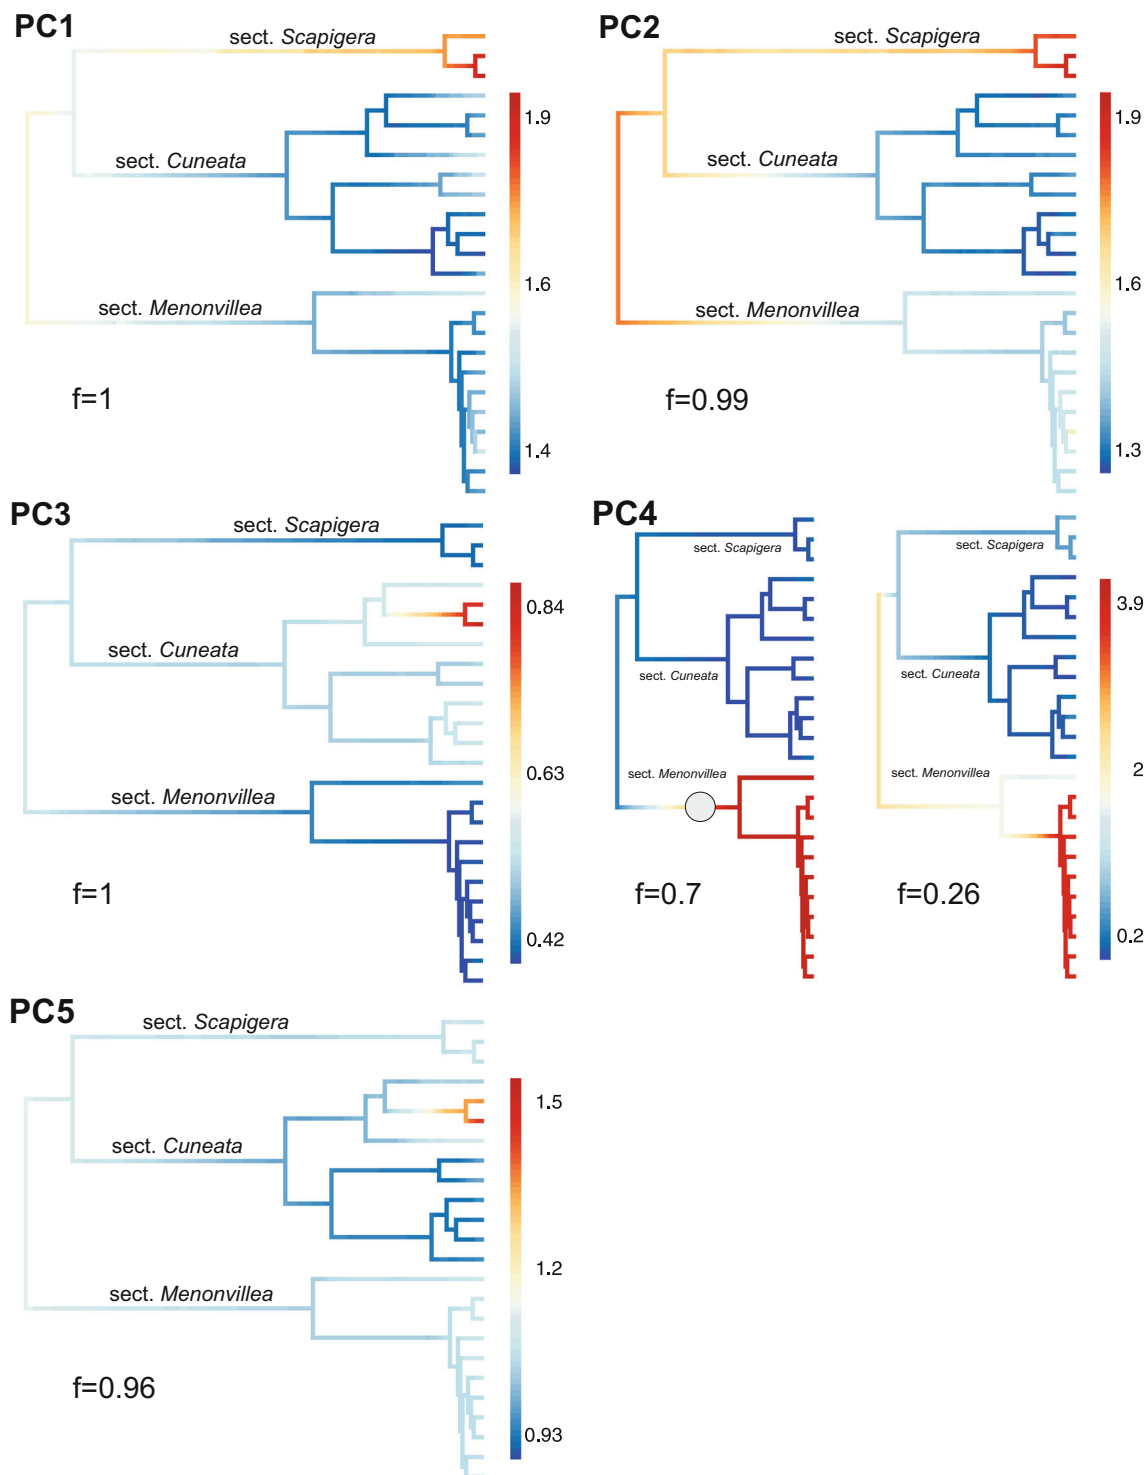 PC1
sect. Scapigera
sect. Cuneata
sect. Menonvillea
f=1
1.9
1.6
1.4
PC2
sect. Scapigera
sect. Cuneata
sect. Menonvillea
f=0.99
1.9
1.6
1.3
PC3
sect. Scapigera
sect. Cuneata
sect. Menonvillea
f=1
0.84
0.63
0.42
PC4
sect. Scapigera
sect. Cuneata
sect. Menonvillea
f=0.7
sect. Scapigera
sect. Cuneata
sect. Menonvillea
f=0.26
3.9
2
0.2
PC5
sect. Scapigera
sect. Cuneata
sect. Menonvillea
f=0.96
1.5
1.2
0.93